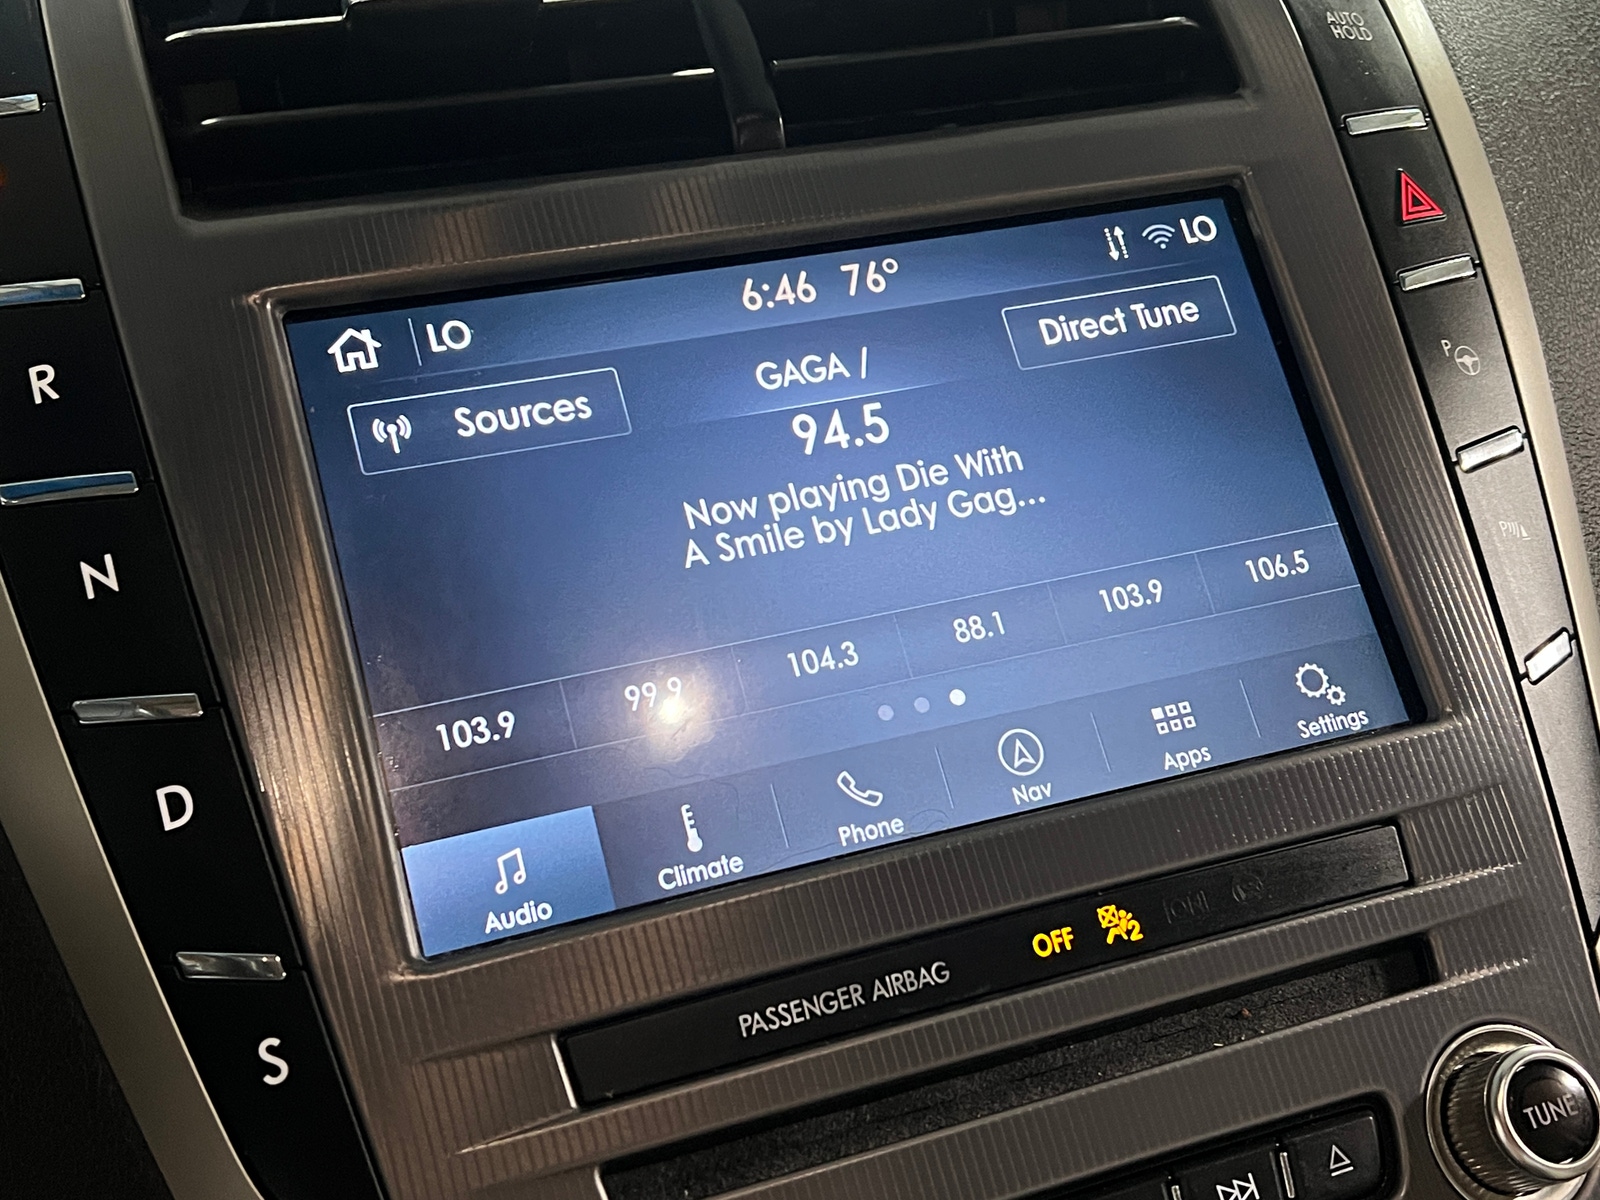 AUTO
HOLD
R
N
D
S
LO
6:46 76°
LO
Sources
GAGA /
Direct Tune
94.5
Now playing Die With
A Smile by Lady Gag...
103.9
99.9
104.3
88.1
103.9
106.5
Audio
Climate
Phone
Nav
Apps
Settings
PASSENGER AIRBAG
OFF
2
P
P
TUNE